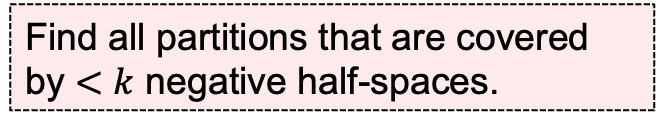 Find all partitions that are covered
by < k negative half-spaces.